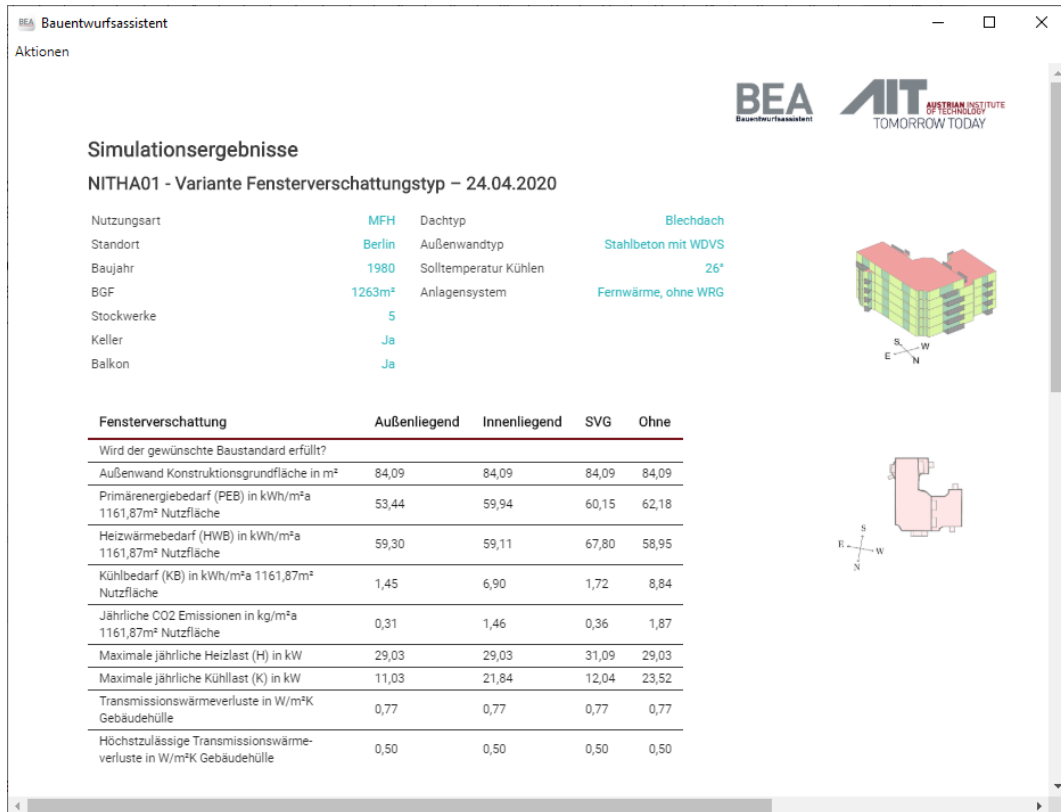 BEA Bauentwurfsassistent
Aktionen
BEA
Bauentwurfsassistent
AIT
AUSTRIAN INSTITUTE
OF TECHNOLOGY
TOMORROW TODAY
Simulationsergebnisse
NITHA01 - Variante Fensterverschattungstyp – 24.04.2020
Nutzungsart MFH Dachtyp Blechdach
Standort Berlin Außenwandtyp Stahlbeton mit WDVS
Baujahr 1980 Solltemperatur Kühlen 26°
BGF 1263m² Anlagensystem Fernwärme, ohne WRG
Stockwerke 5
Keller Ja
Balkon Ja
S
W
E
N
Fensterverschattung Außenliegend Innenliegend SVG Ohne
Wird der gewünschte Baustandard erfüllt?
Außenwand Konstruktionsgrundfläche in m² 84,09 84,09 84,09 84,09
Primärenergiebedarf (PEB) in kWh/m²a
1161,87m² Nutzfläche 53,44 59,94 60,15 62,18
Heizwärmebedarf (HWB) in kWh/m²a
1161,87m² Nutzfläche 59,30 59,11 67,80 58,95
Kühlbedarf (KB) in kWh/m²a 1161,87m²
Nutzfläche 1,45 6,90 1,72 8,84
Jährliche CO2 Emissionen in kg/m²a
1161,87m² Nutzfläche 0,31 1,46 0,36 1,87
Maximale jährliche Heizlast (H) in kW 29,03 29,03 31,09 29,03
Maximale jährliche Kühllast (K) in kW 11,03 21,84 12,04 23,52
Transmissionswärmeverluste in W/m²K
Gebäudehülle 0,77 0,77 0,77 0,77
Höchstzulässige Transmissionswärme-
verluste in W/m²K Gebäudehülle 0,50 0,50 0,50 0,50
S
E
W
N